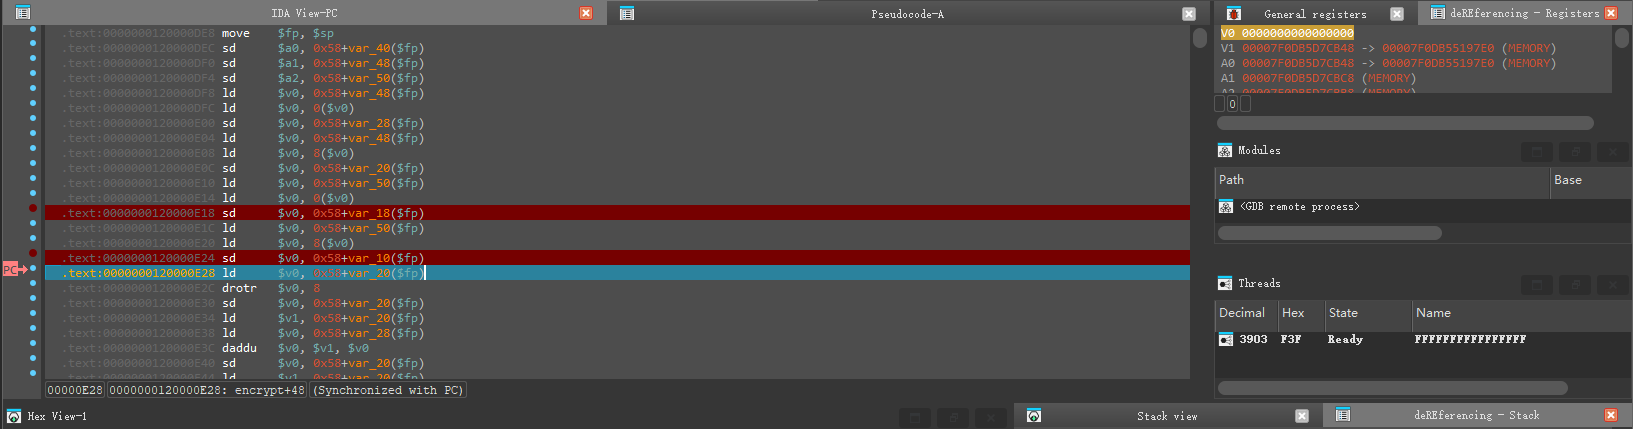 IDA View-PC
Pseudocode-A
General registers
deREferencing - Registers
.text:0000000120000DE8 move $fp, $sp
.text:0000000120000DEC sd $a0, 0x58+var_40($fp)
.text:0000000120000DF0 sd $a1, 0x58+var_48($fp)
.text:0000000120000DF4 sd $a2, 0x58+var_50($fp)
.text:0000000120000DF8 ld $v0, 0x58+var_48($fp)
.text:0000000120000DFC ld $v0, 0($v0)
.text:0000000120000E00 sd $v0, 0x58+var_28($fp)
.text:0000000120000E04 ld $v0, 0x58+var_48($fp)
.text:0000000120000E08 ld $v0, 8($v0)
.text:0000000120000E0C sd $v0, 0x58+var_20($fp)
.text:0000000120000E10 ld $v0, 0x58+var_50($fp)
.text:0000000120000E14 ld $v0, 0($v0)
.text:0000000120000E18 sd $v0, 0x58+var_18($fp)
.text:0000000120000E1C ld $v0, 0x58+var_50($fp)
.text:0000000120000E20 ld $v0, 8($v0)
.text:0000000120000E24 sd $v0, 0x58+var_10($fp)
PC
.text:0000000120000E28 ld $v0, 0x58+var_20($fp)
.text:0000000120000E2C drotr $v0, 8
.text:0000000120000E30 sd $v0, 0x58+var_20($fp)
.text:0000000120000E34 ld $v1, 0x58+var_20($fp)
.text:0000000120000E38 ld $v0, 0x58+var_28($fp)
.text:0000000120000E3C daddu $v0, $v1, $v0
.text:0000000120000E40 sd $v0, 0x58+var_20($fp)
.text:0000000120000E44 ld $v1, 0x58+var_20($fp)
00000E28 0000000120000E28: encrypt+48 (Synchronized with PC)
V0 0000000000000000
V1 00007F0DB5D7CB48 -> 00007F0DB55197E0 (MEMORY)
A0 00007F0DB5D7CB48 -> 00007F0DB55197E0 (MEMORY)
A1 00007F0DB5D7CBC8 (MEMORY)
A2 00007F0DB5D7CBB8 (MEMORY)
0
Modules
Path Base
<GDB remote process>
Threads
Decimal Hex State Name
3903 F3F Ready FFFFFFFFFFFFFFFF
Hex View-1
Stack view
deREferencing - Stack